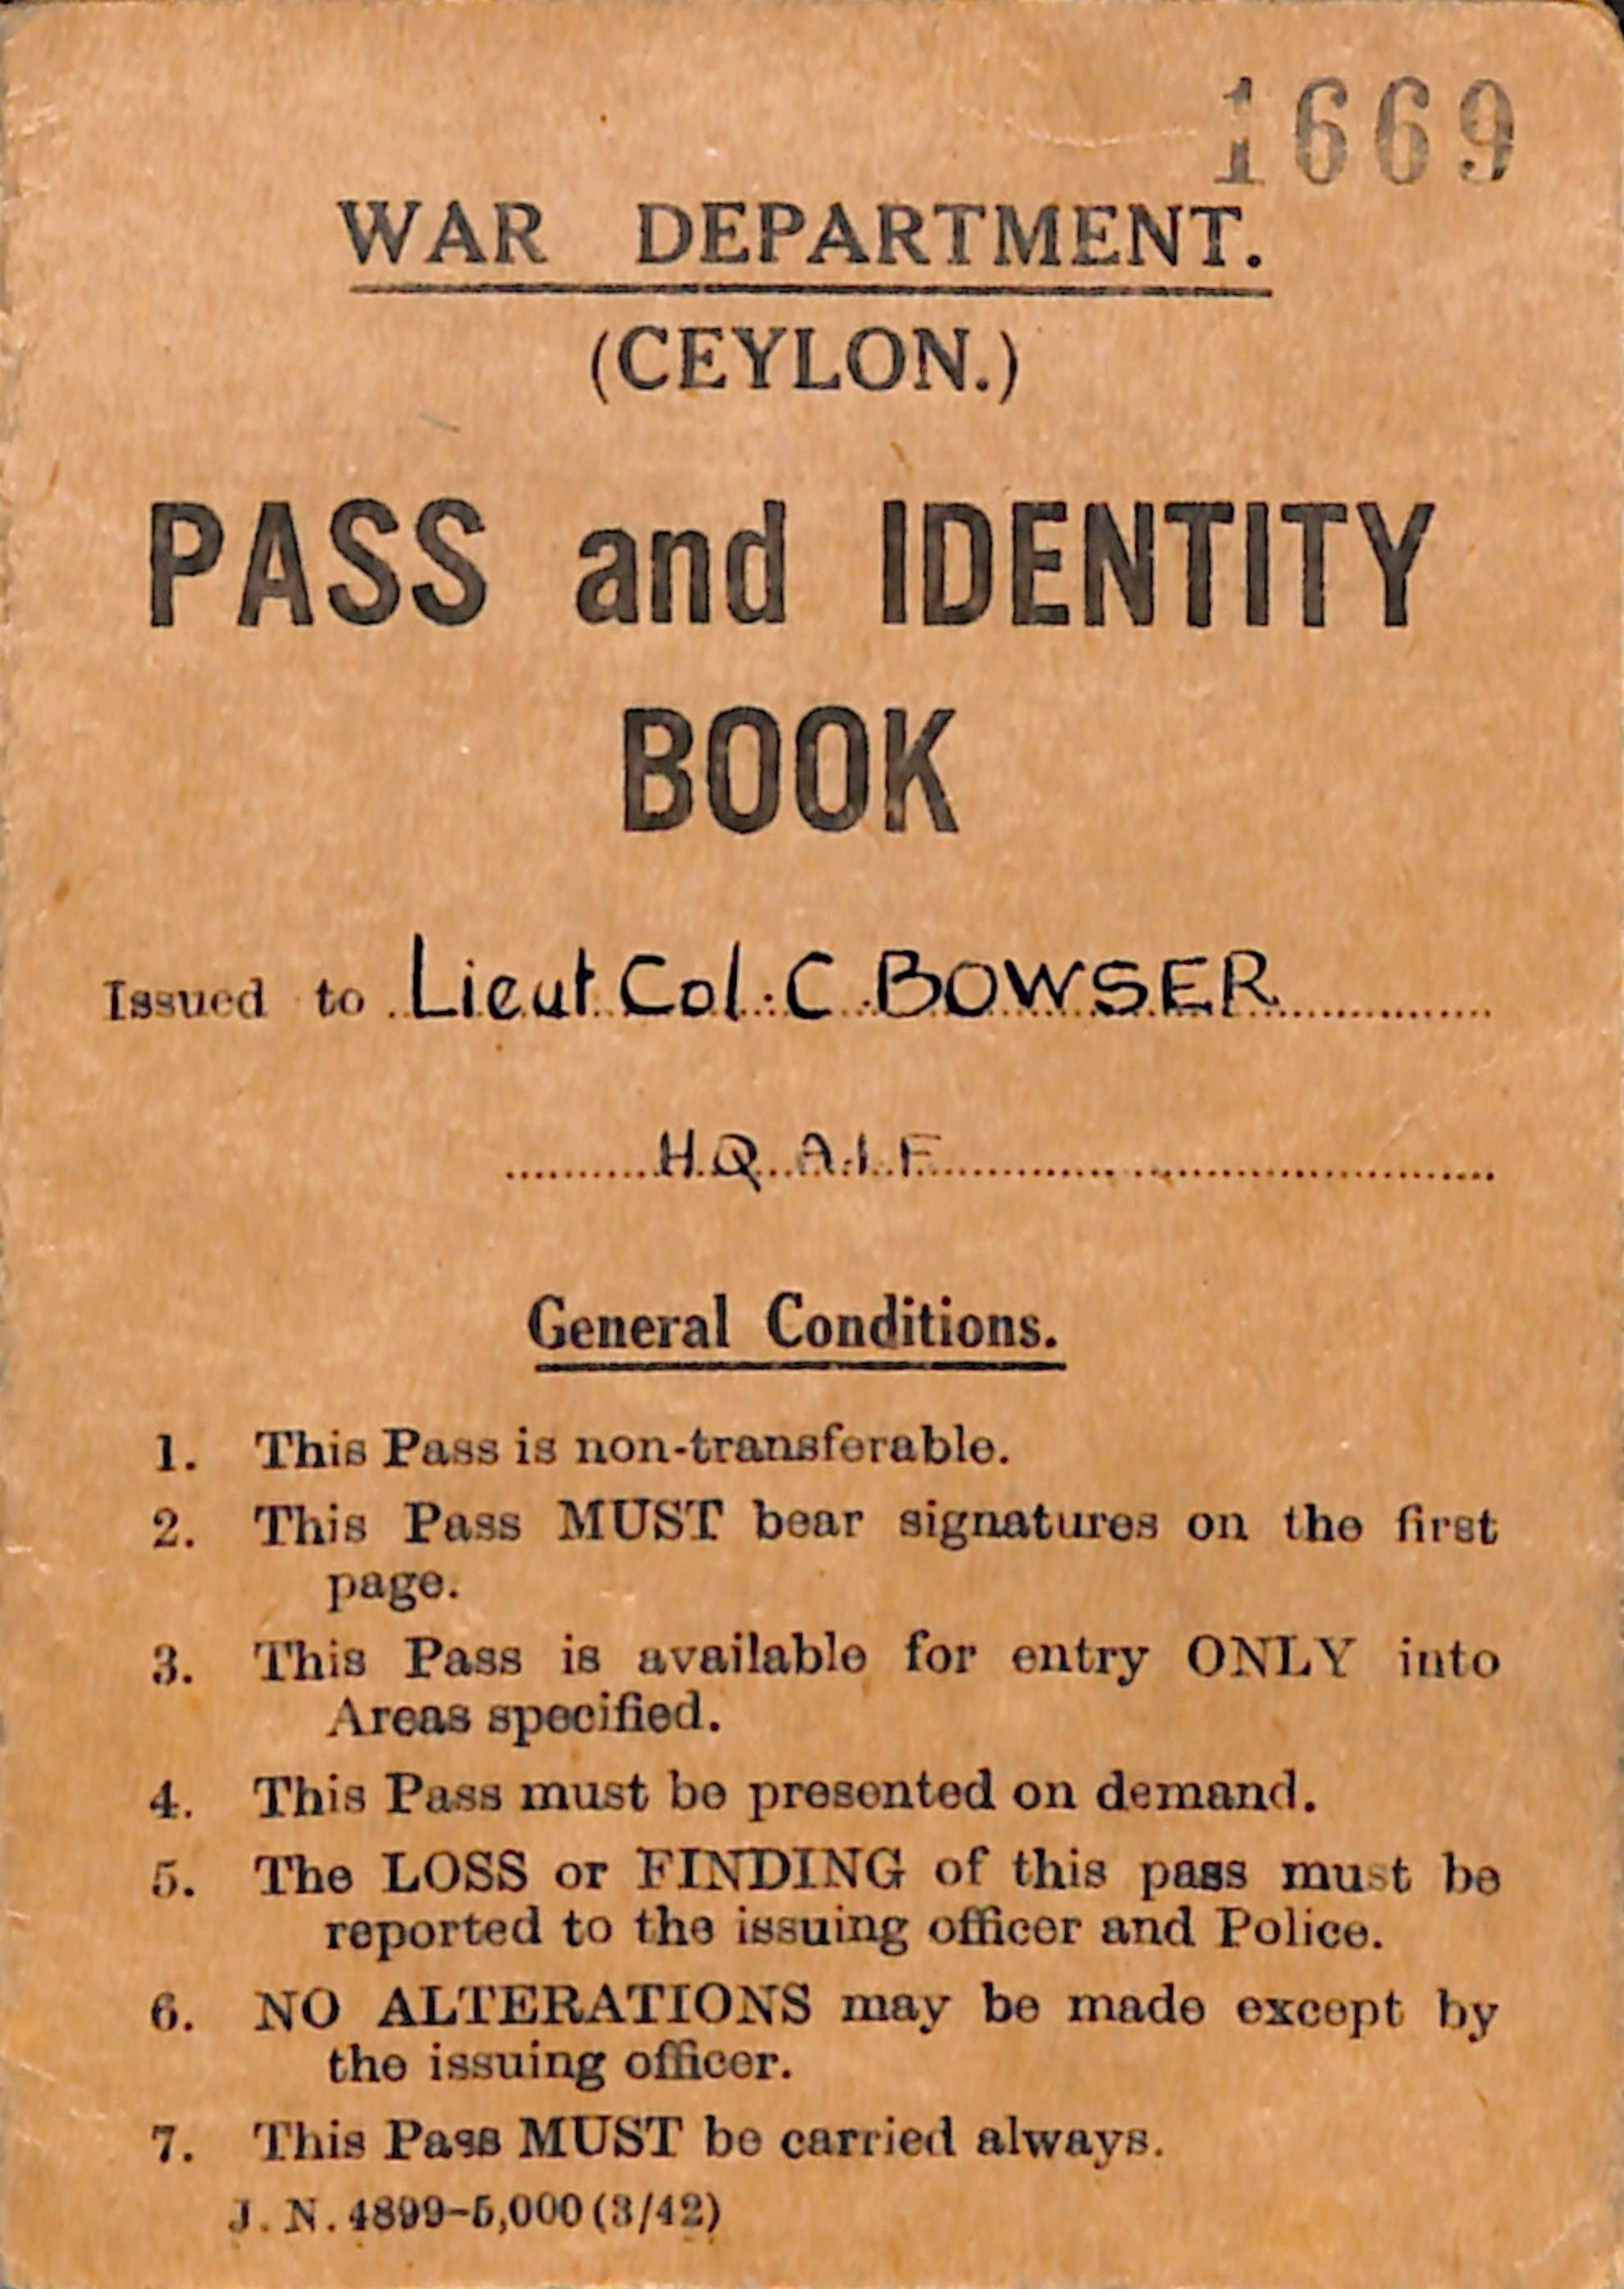 1669
WAR DEPARTMENT.
(CEYLON.)
PASS and IDENTITY
BOOK
Issued to Lieut Col. C. BOWSER
H.Q. A.I.F.
General Conditions.
1. This Pass is non-transferable.
2. This Pass MUST bear signatures on the first
page.
3. This Pass is available for entry ONLY into
Areas specified.
4. This Pass must be presented on demand.
5. The LOSS or FINDING of this pass must be
reported to the issuing officer and Police.
6. NO ALTERATIONS may be made except by
the issuing officer.
7. This Pass MUST be carried always.
J. N. 4899-5,000 (3/42)